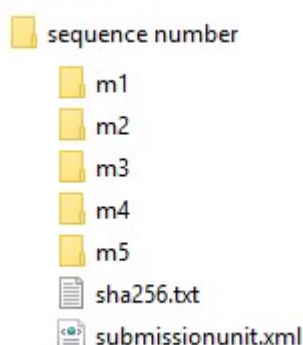 sequence number
m1
m2
m3
m4
m5
sha256.txt
submissionunit.xml